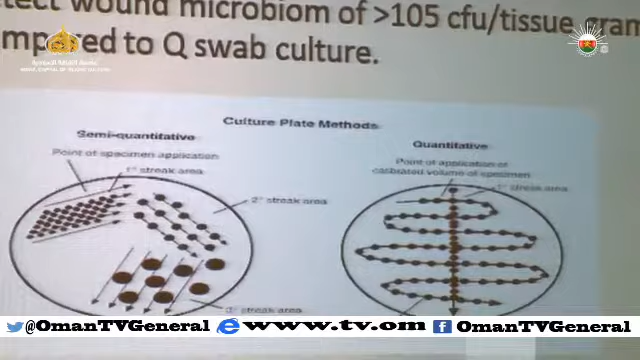 tect wound microbiom of >105 cfu/tissue gram
mpared to Q swab culture.
Culture Plate Methods
Semi-quantitative
Quantitative
Point of specimen application
Point of application of
calibrated volume of specimen
1° streak area
1° streak area
2° streak area
3° streak area
@OmanTVGeneral
www.tv.om
OmanTVGeneral